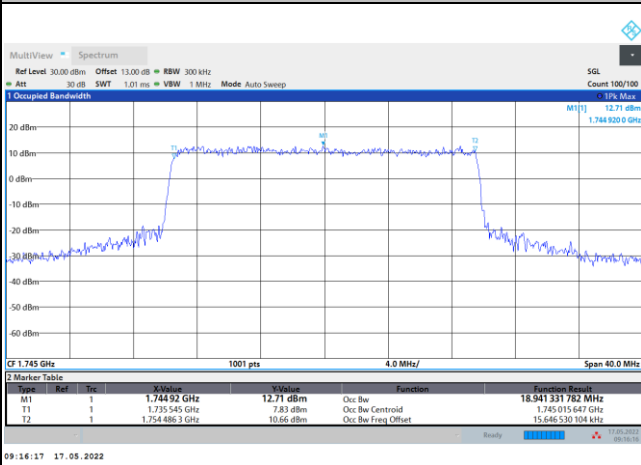 MultiView Spectrum
Ref Level 30.00 dBm Offset 13.00 dB RBW 300 kHz SGL
Att 30 dB SWT 1.01 ms VBW 1 MHz Mode Auto Sweep Count 100/100
1 Occupied Bandwidth 1Pk Max
M1[1] 12.71 dBm
1.744 920 0 GHz
20 dBm
M1
T1
T2
10 dBm
0 dBm
-10 dBm
-20 dBm
-30 dBm
-40 dBm
-50 dBm
-60 dBm
CF 1.745 GHz 1001 pts 4.0 MHz/ Span 40.0 MHz
2 Marker Table
Type Ref Trc X-Value Y-Value Function Function Result
M1 1 1.744 92 GHz 12.71 dBm Occ Bw 18.941 331 782 MHz
T1 1 1.735 545 GHz 7.83 dBm Occ Bw Centroid 1.745 015 647 GHz
T2 1 1.754 486 3 GHz 10.66 dBm Occ Bw Freq Offset 15.646 530 104 kHz
Ready 17.05.2022
09:16:16
09:16:17 17.05.2022